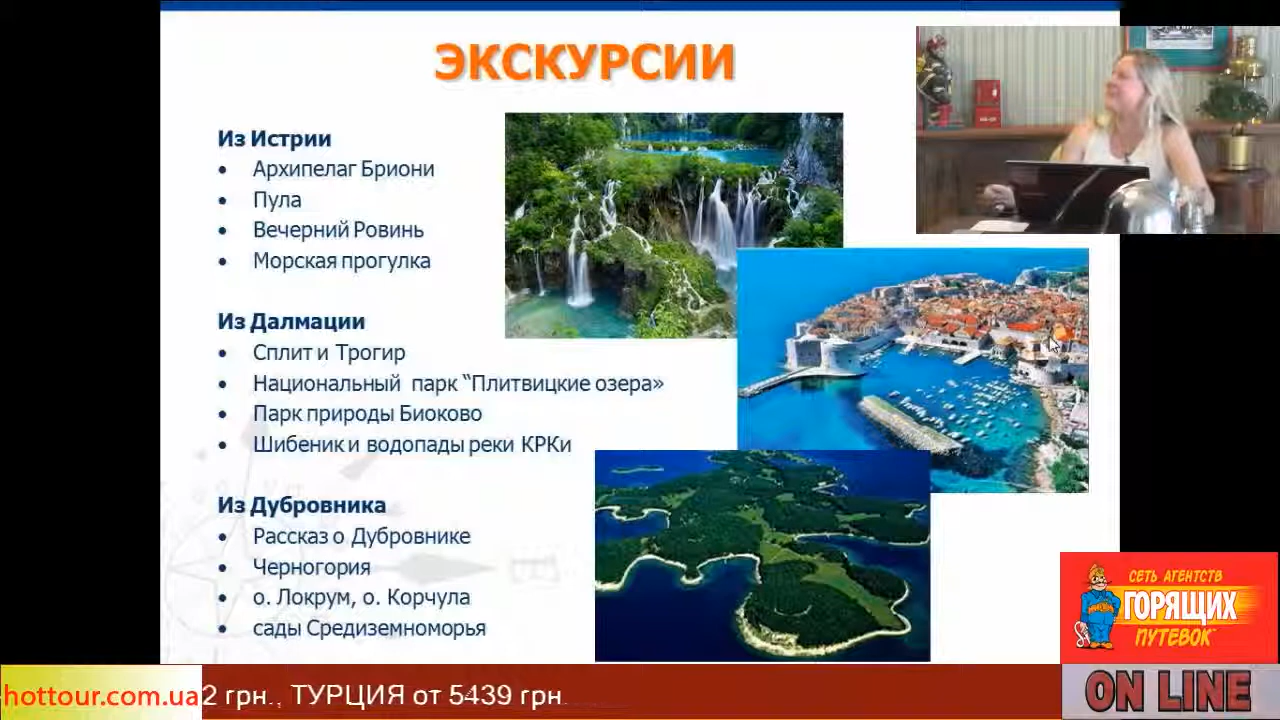 ЭКСКУРСИИ
Из Истрии
• Архипелаг Бриони
• Пула
• Вечерний Ровинь
• Морская прогулка
Из Далмации
• Сплит и Трогир
• Национальный парк “Плитвицкие озера»
• Парк природы Биоково
• Шибеник и водопады реки КРКи
Из Дубровника
• Рассказ о Дубровнике
• Черногория
• о. Локрум, о. Корчула
• сады Средиземноморья
СЕТЬ АГЕНТСТВ
ГОРЯЩИХ
ПУТЕВОК
hottour.com.ua 2 грн., ТУРЦИЯ от 5439 грн.
ON LINE